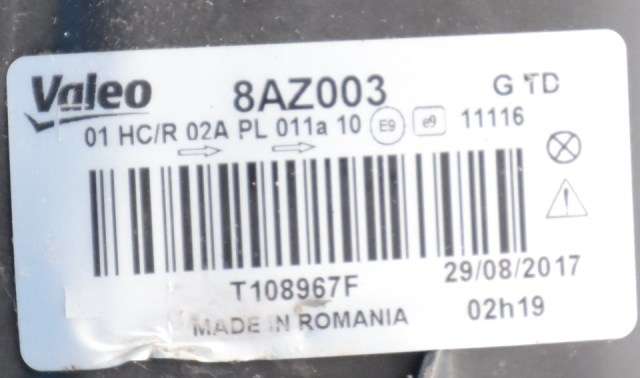 Valeo 8AZ003 G TD
01 HC/R 02A PL 011a 10 E9 e9 11116
T108967F 29/08/2017
MADE IN ROMANIA 02h19